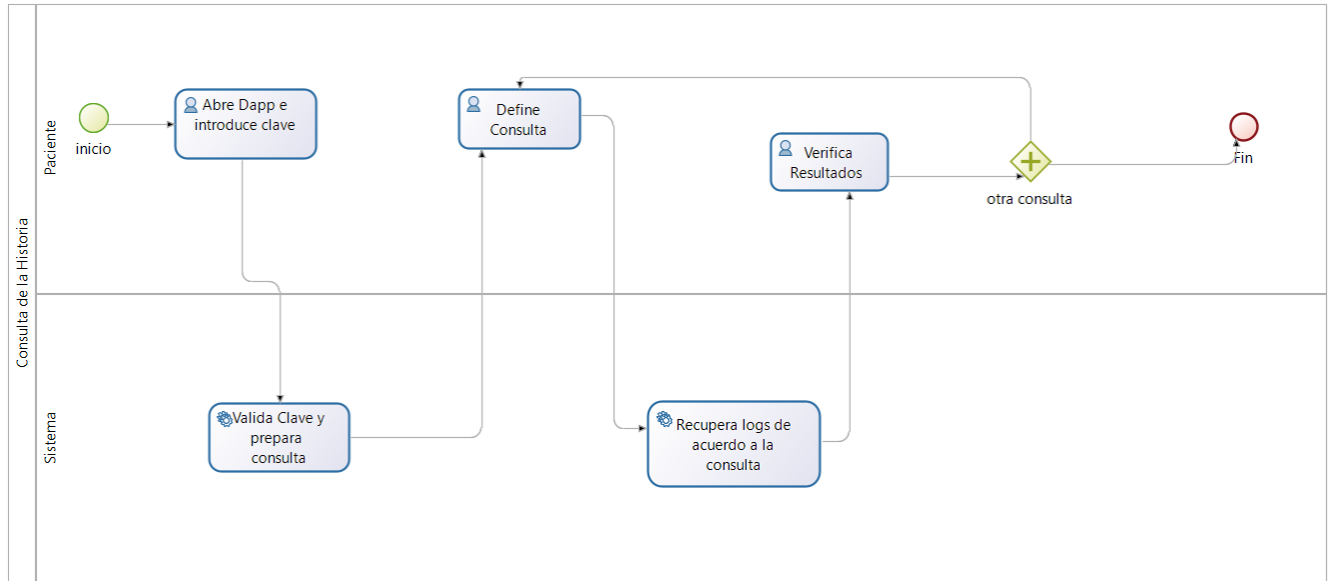 Consulta de la Historia
Paciente
inicio
Abre Dapp e
introduce clave
Define
Consulta
Verifica
Resultados
otra consulta
Fin
Sistema
Valida Clave y
prepara
consulta
Recupera logs de
acuerdo a la
consulta